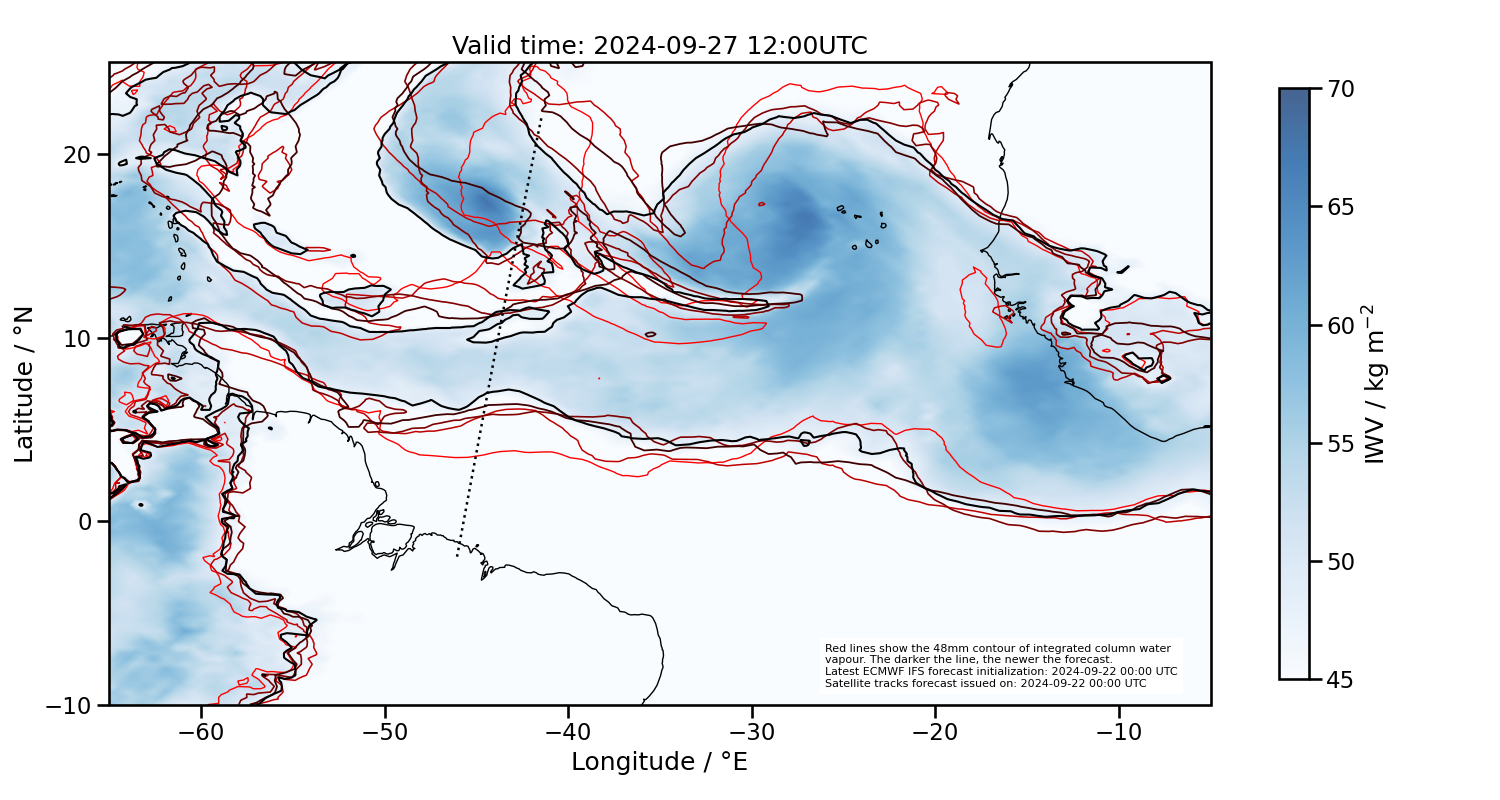 Valid time: 2024-09-27 12:00UTC
Latitude / °N
20
10
0
−10
−60
−50
−40
−30
−20
−10
Longitude / °E
Red lines show the 48mm contour of integrated column water
vapour. The darker the line, the newer the forecast.
Latest ECMWF IFS forecast initialization: 2024-09-22 00:00 UTC
Satellite tracks forecast issued on: 2024-09-22 00:00 UTC
70
65
60
55
50
45
IWV / kg m⁻²